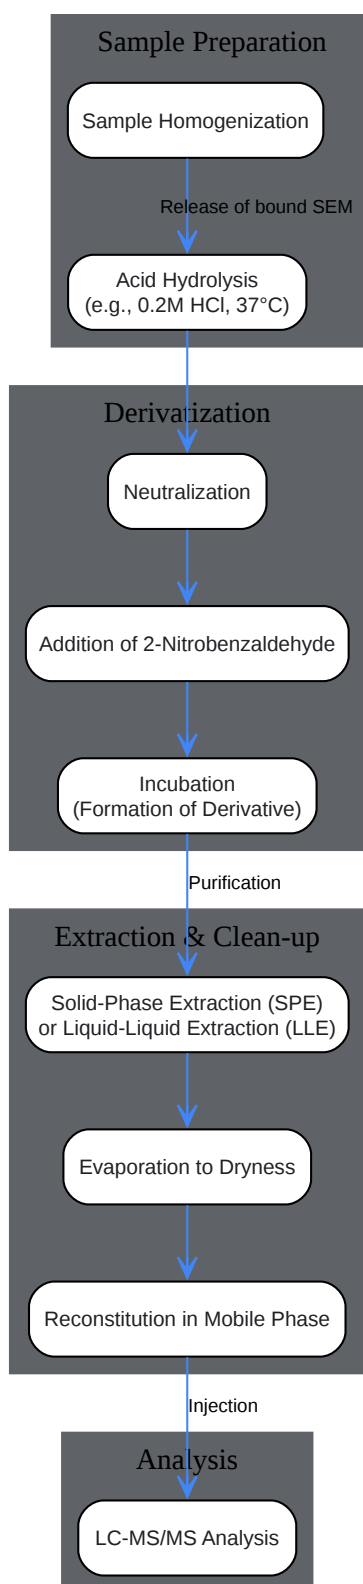 Sample Preparation
Sample Homogenization
Release of bound SEM
Acid Hydrolysis
(e.g., 0.2M HCl, 37°C)
Derivatization
Neutralization
Addition of 2-Nitrobenzaldehyde
Incubation
(Formation of Derivative)
Purification
Extraction & Clean-up
Solid-Phase Extraction (SPE)
or Liquid-Liquid Extraction (LLE)
Evaporation to Dryness
Reconstitution in Mobile Phase
Injection
Analysis
LC-MS/MS Analysis